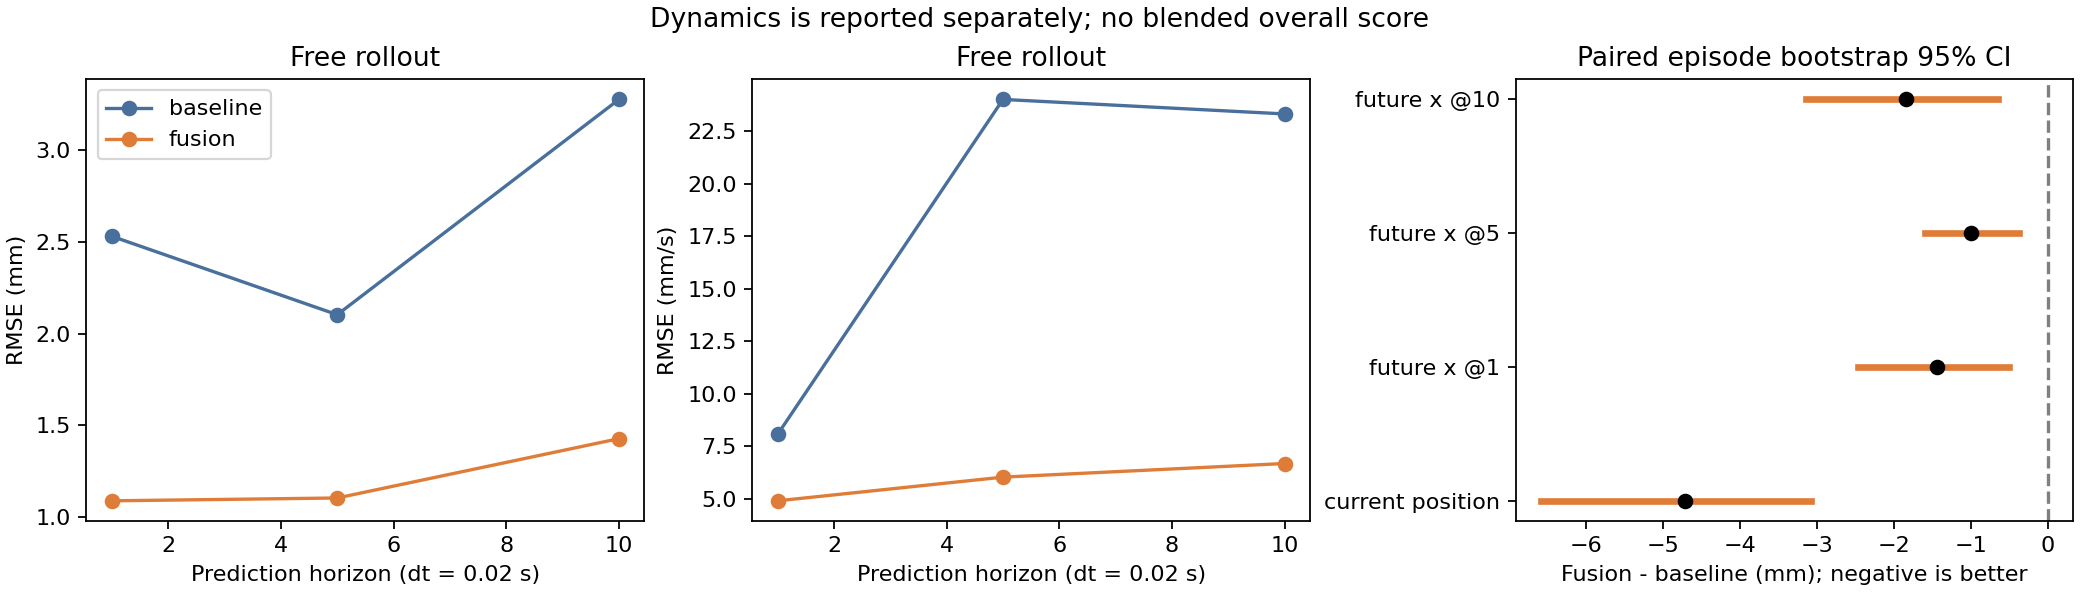 Dynamics is reported separately; no blended overall score
Free rollout
baseline
fusion
RMSE (mm)
3.0
2.5
2.0
1.5
1.0
2
4
6
8
10
Prediction horizon (dt = 0.02 s)
Free rollout
RMSE (mm/s)
22.5
20.0
17.5
15.0
12.5
10.0
7.5
5.0
2
4
6
8
10
Prediction horizon (dt = 0.02 s)
Paired episode bootstrap 95% CI
future x @10
future x @5
future x @1
current position
−6
−5
−4
−3
−2
−1
0
Fusion - baseline (mm); negative is better